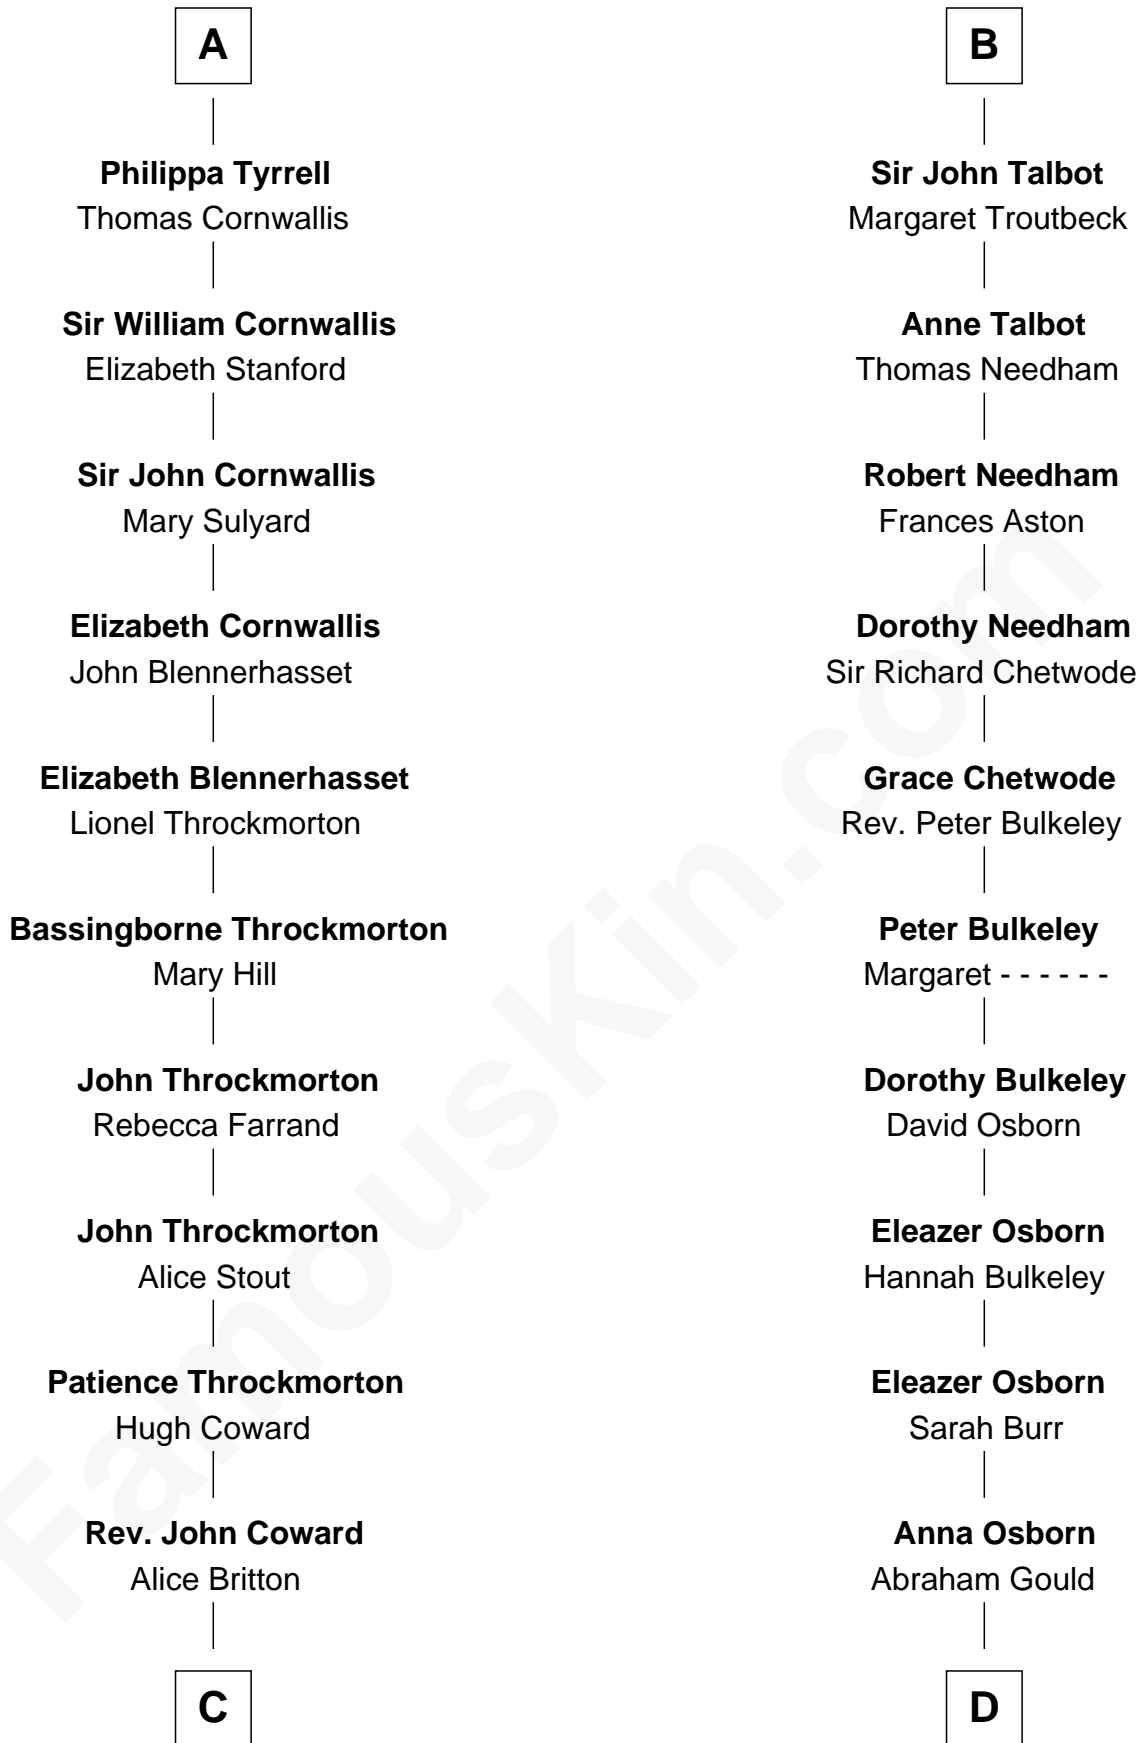 A
Philippa Tyrrell
Thomas Cornwallis
Sir William Cornwallis
Elizabeth Stanford
Sir John Cornwallis
Mary Sulyard
Elizabeth Cornwallis
John Blennerhasset
Elizabeth Blennerhasset
Lionel Throckmorton
Bassingborne Throckmorton
Mary Hill
John Throckmorton
Rebecca Farrand
John Throckmorton
Alice Stout
Patience Throckmorton
Hugh Coward
Rev. John Coward
Alice Britton
C
B
Sir John Talbot
Margaret Troutbeck
Anne Talbot
Thomas Needham
Robert Needham
Frances Aston
Dorothy Needham
Sir Richard Chetwode
Grace Chetwode
Rev. Peter Bulkeley
Peter Bulkeley
Margaret - - - - - -
Dorothy Bulkeley
David Osborn
Eleazer Osborn
Hannah Bulkeley
Eleazer Osborn
Sarah Burr
Anna Osborn
Abraham Gould
D
FamousKin.com